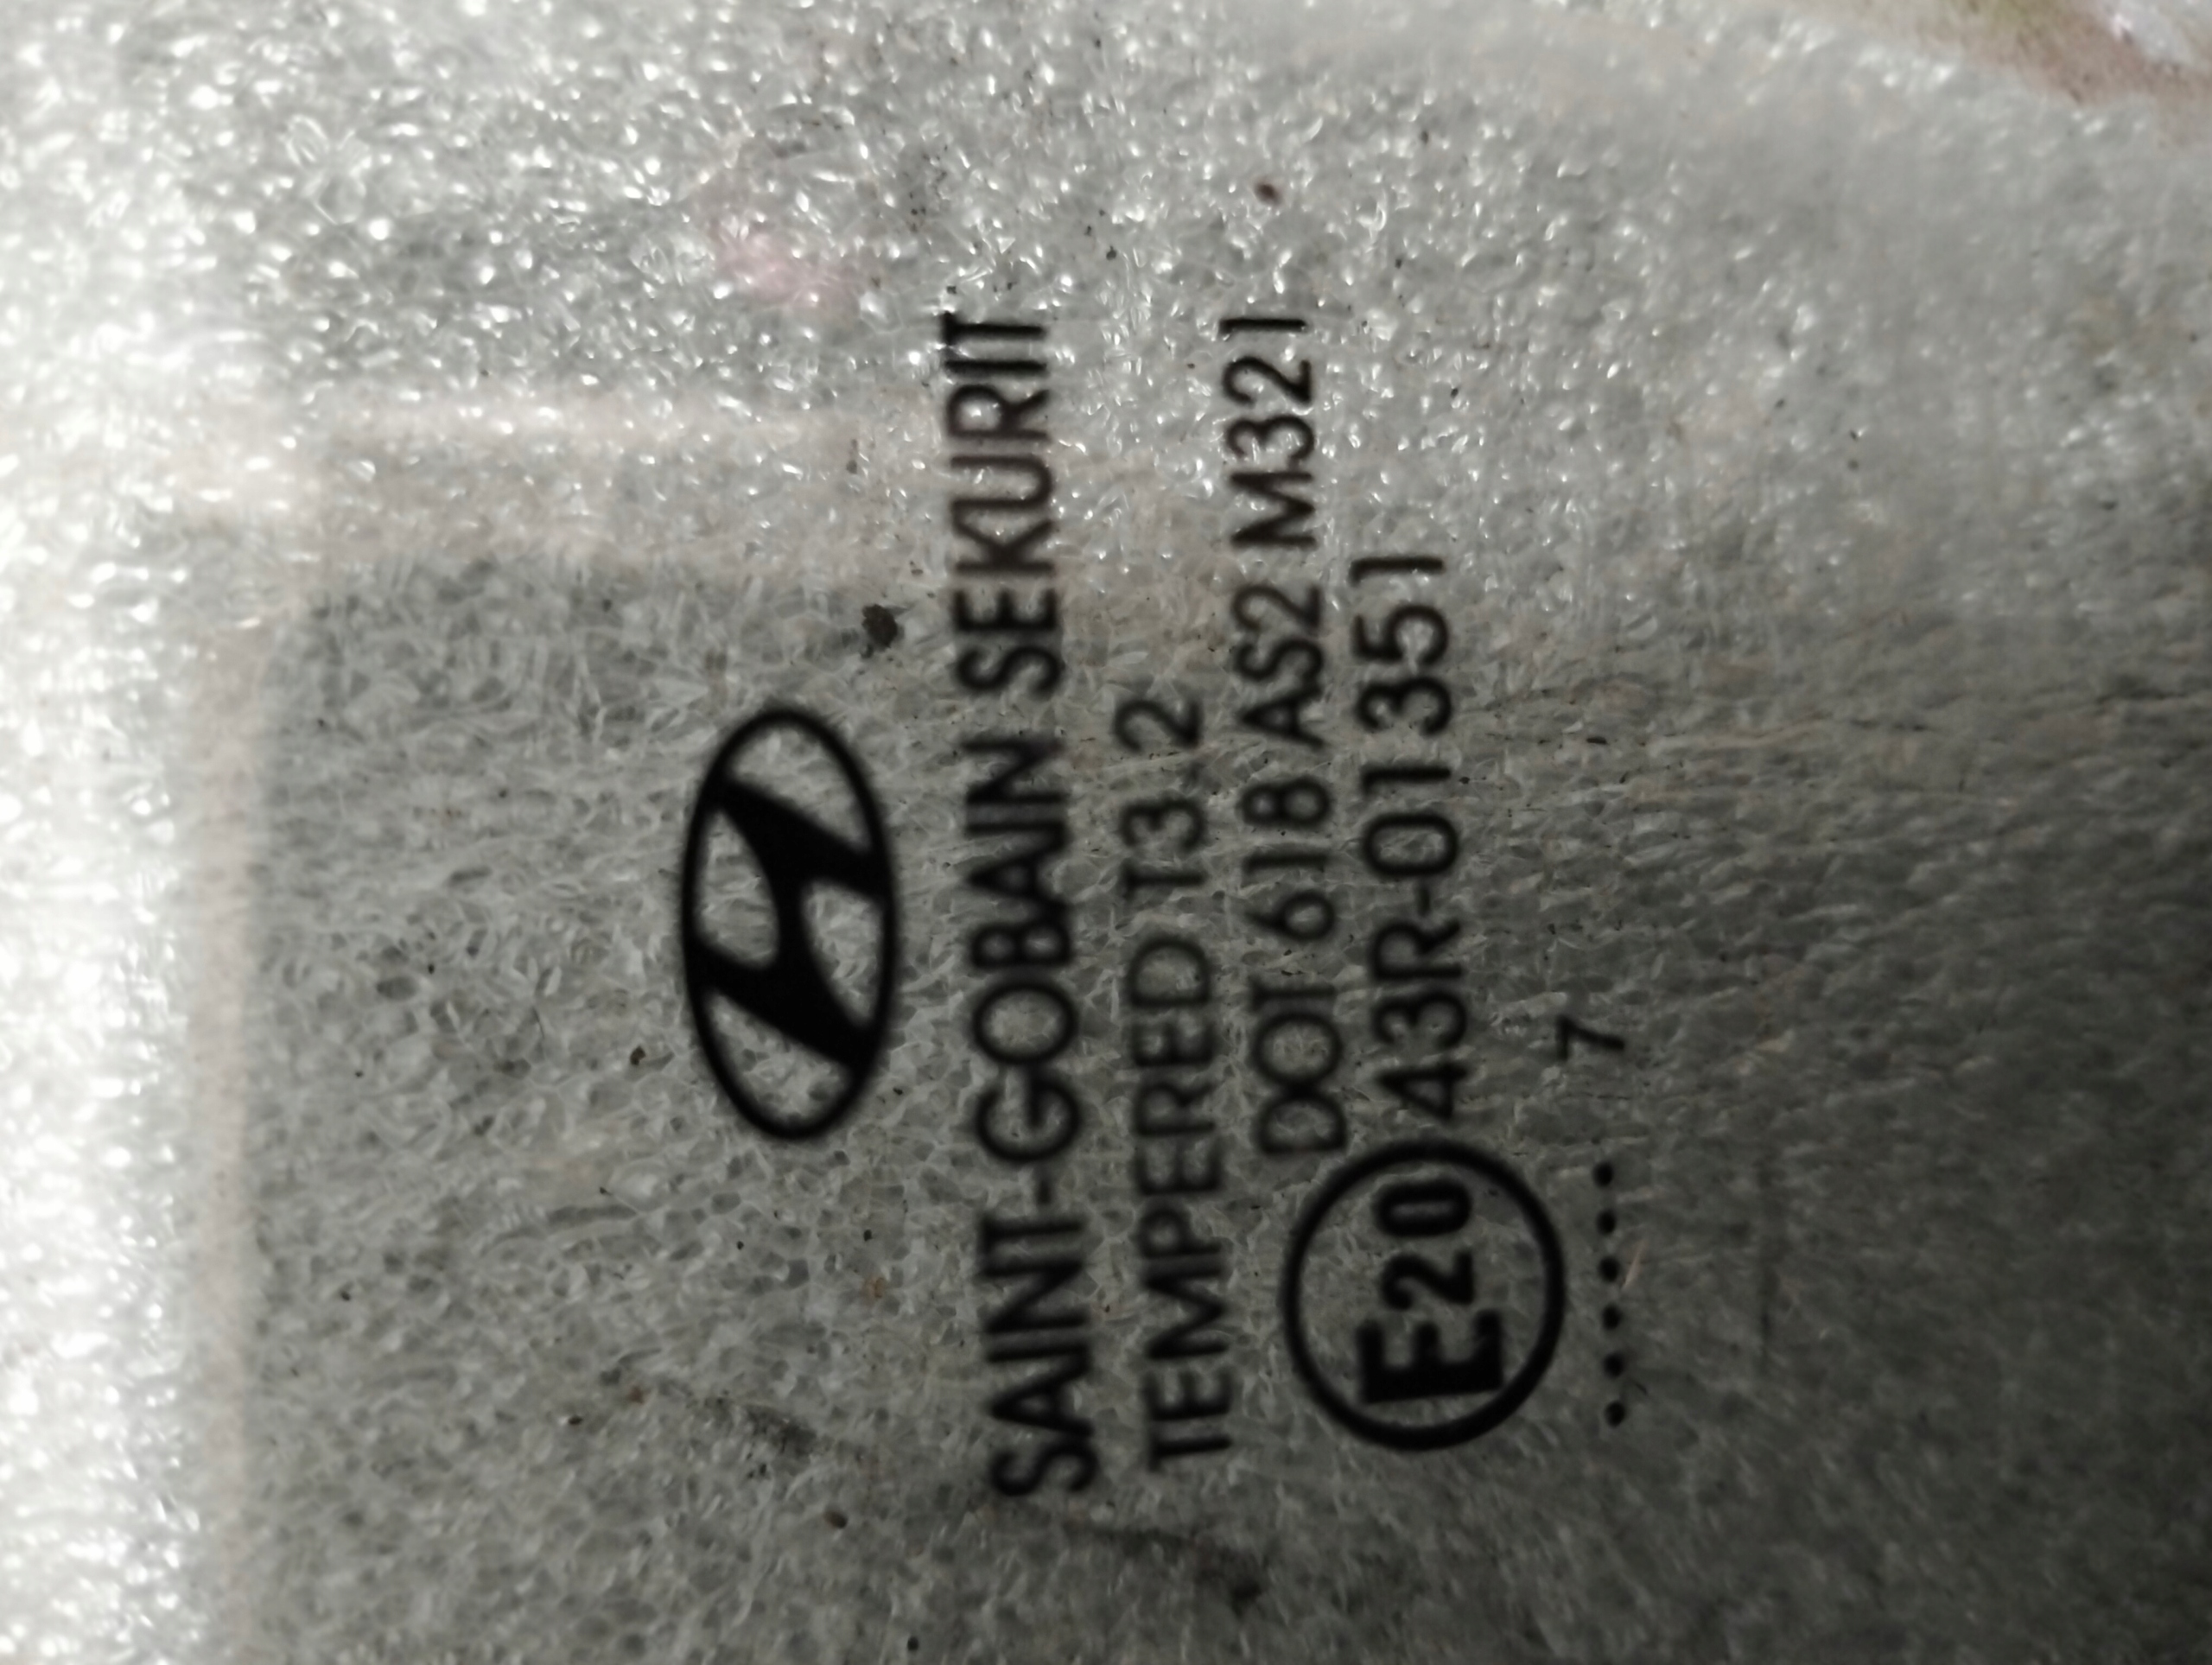 SAINT-GOBAIN SEKURIT
TEMPERED T3.2
DOT 618 AS2 M321
E20 43R-01351
7
......